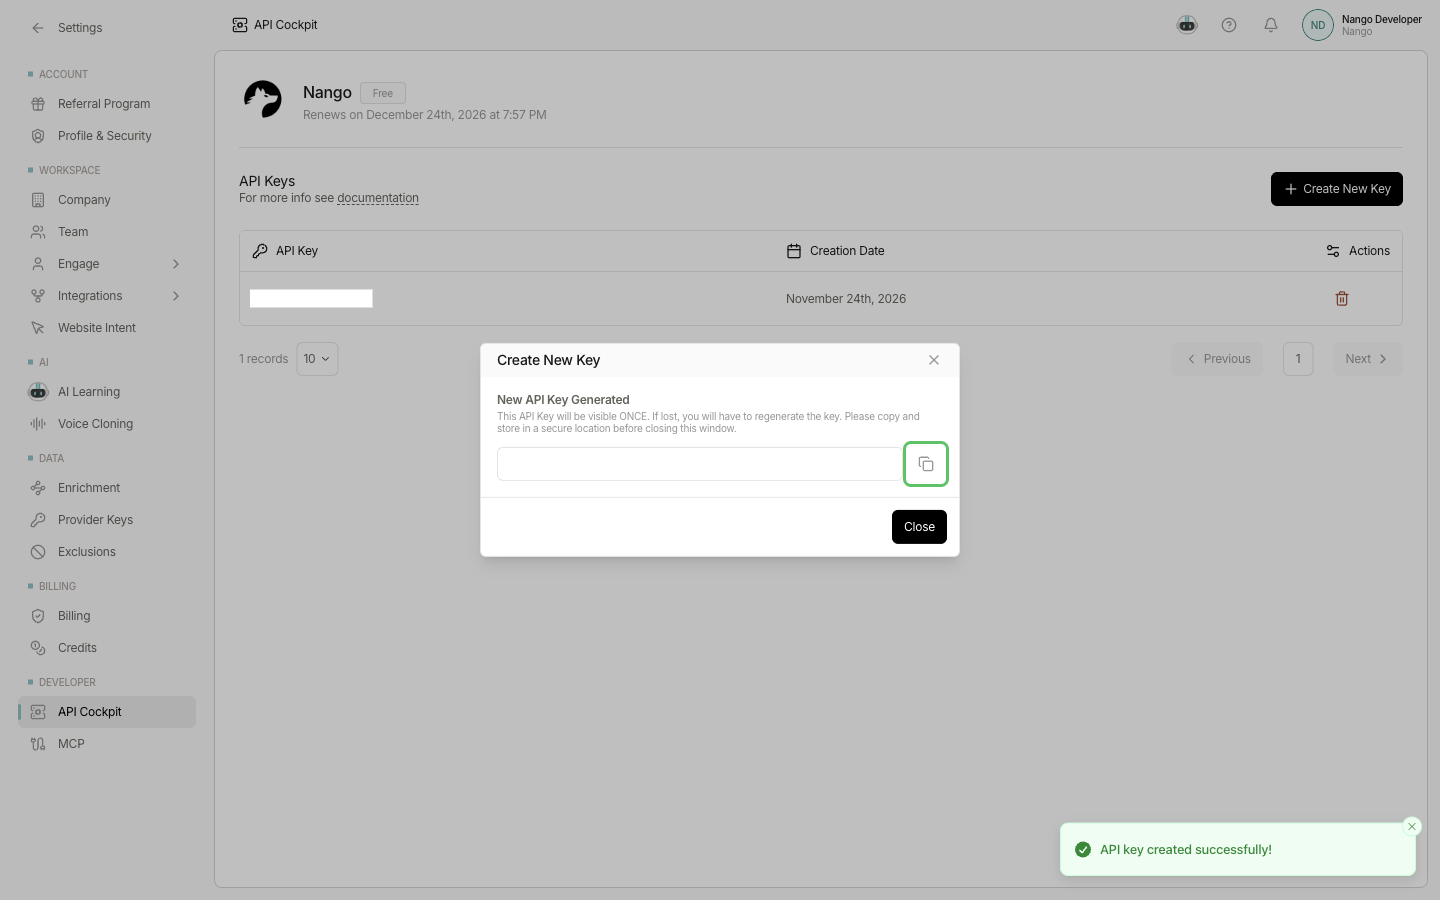 Settings
API Cockpit
ND
Nango Developer
Nango
ACCOUNT
Referral Program
Profile & Security
WORKSPACE
Company
Team
Engage
Integrations
Website Intent
AI
AI Learning
Voice Cloning
DATA
Enrichment
Provider Keys
Exclusions
BILLING
Billing
Credits
DEVELOPER
API Cockpit
MCP
Nango
Free
Renews on December 24th, 2026 at 7:57 PM
API Keys
For more info see documentation
Create New Key
API Key
Creation Date
Actions
November 24th, 2026
1 records
10
Previous
1
Next
Create New Key
New API Key Generated
This API Key will be visible ONCE. If lost, you will have to regenerate the key. Please copy and
store in a secure location before closing this window.
Close
API key created successfully!